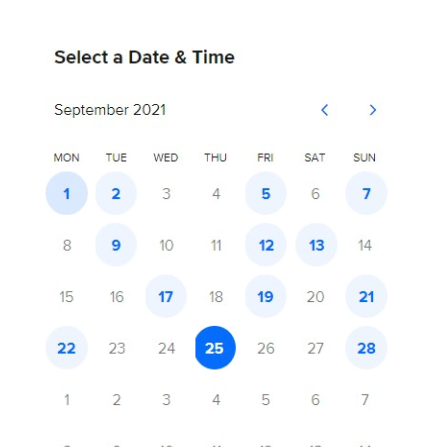 Select a Date & Time
September 2021
MON TUE WED THU FRI SAT SUN
1 2 3 4 5 6 7
8 9 10 11 12 13 14
15 16 17 18 19 20 21
22 23 24 25 26 27 28
1 2 3 4 5 6 7